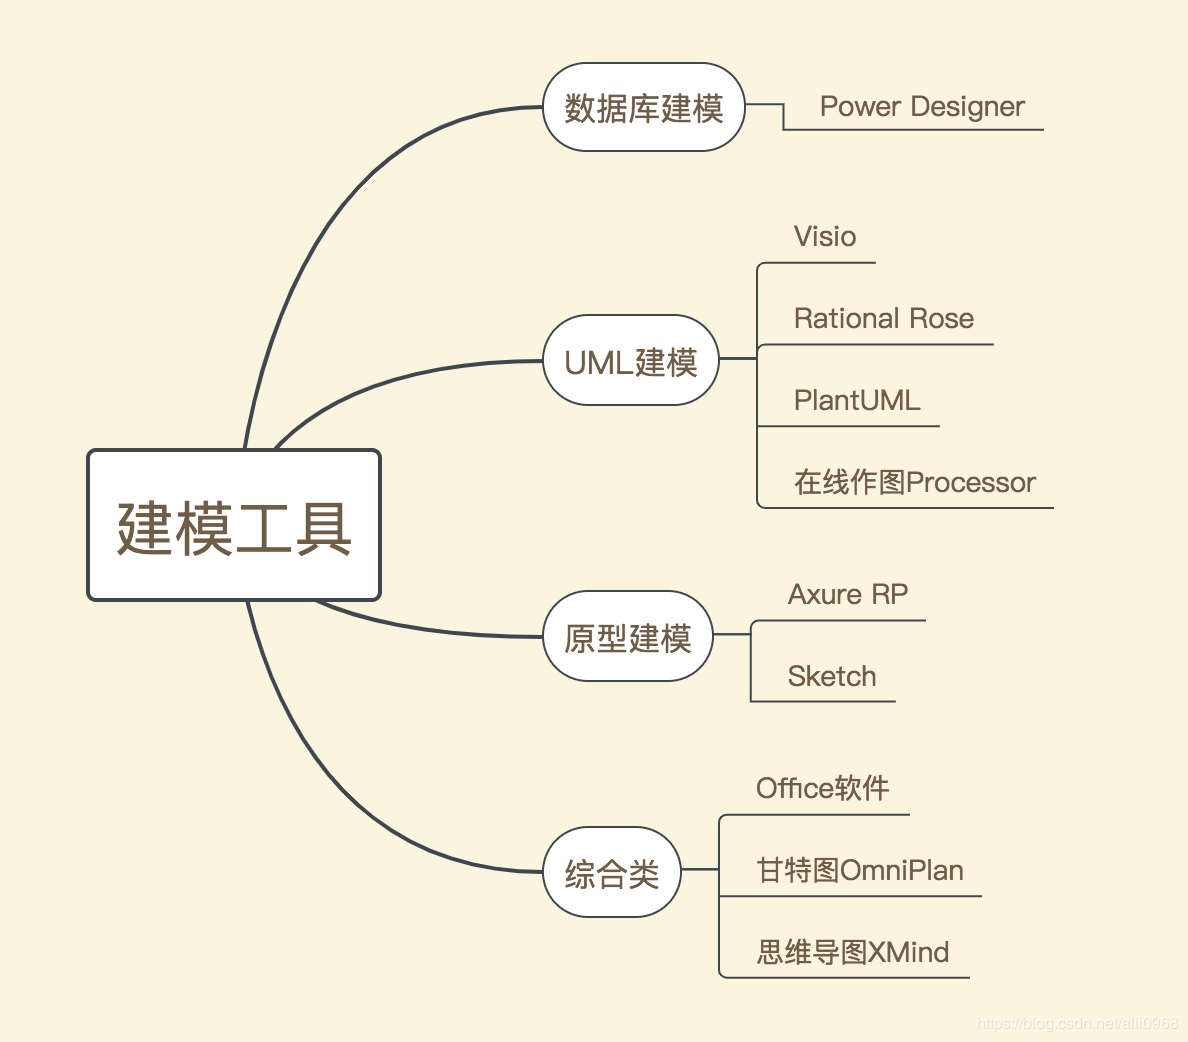 建模工具
数据库建模
Power Designer
UML建模
Visio
Rational Rose
PlantUML
在线作图Processor
原型建模
Axure RP
Sketch
综合类
Office软件
甘特图OmniPlan
思维导图XMind
https://blog.csdn.net/alli0968